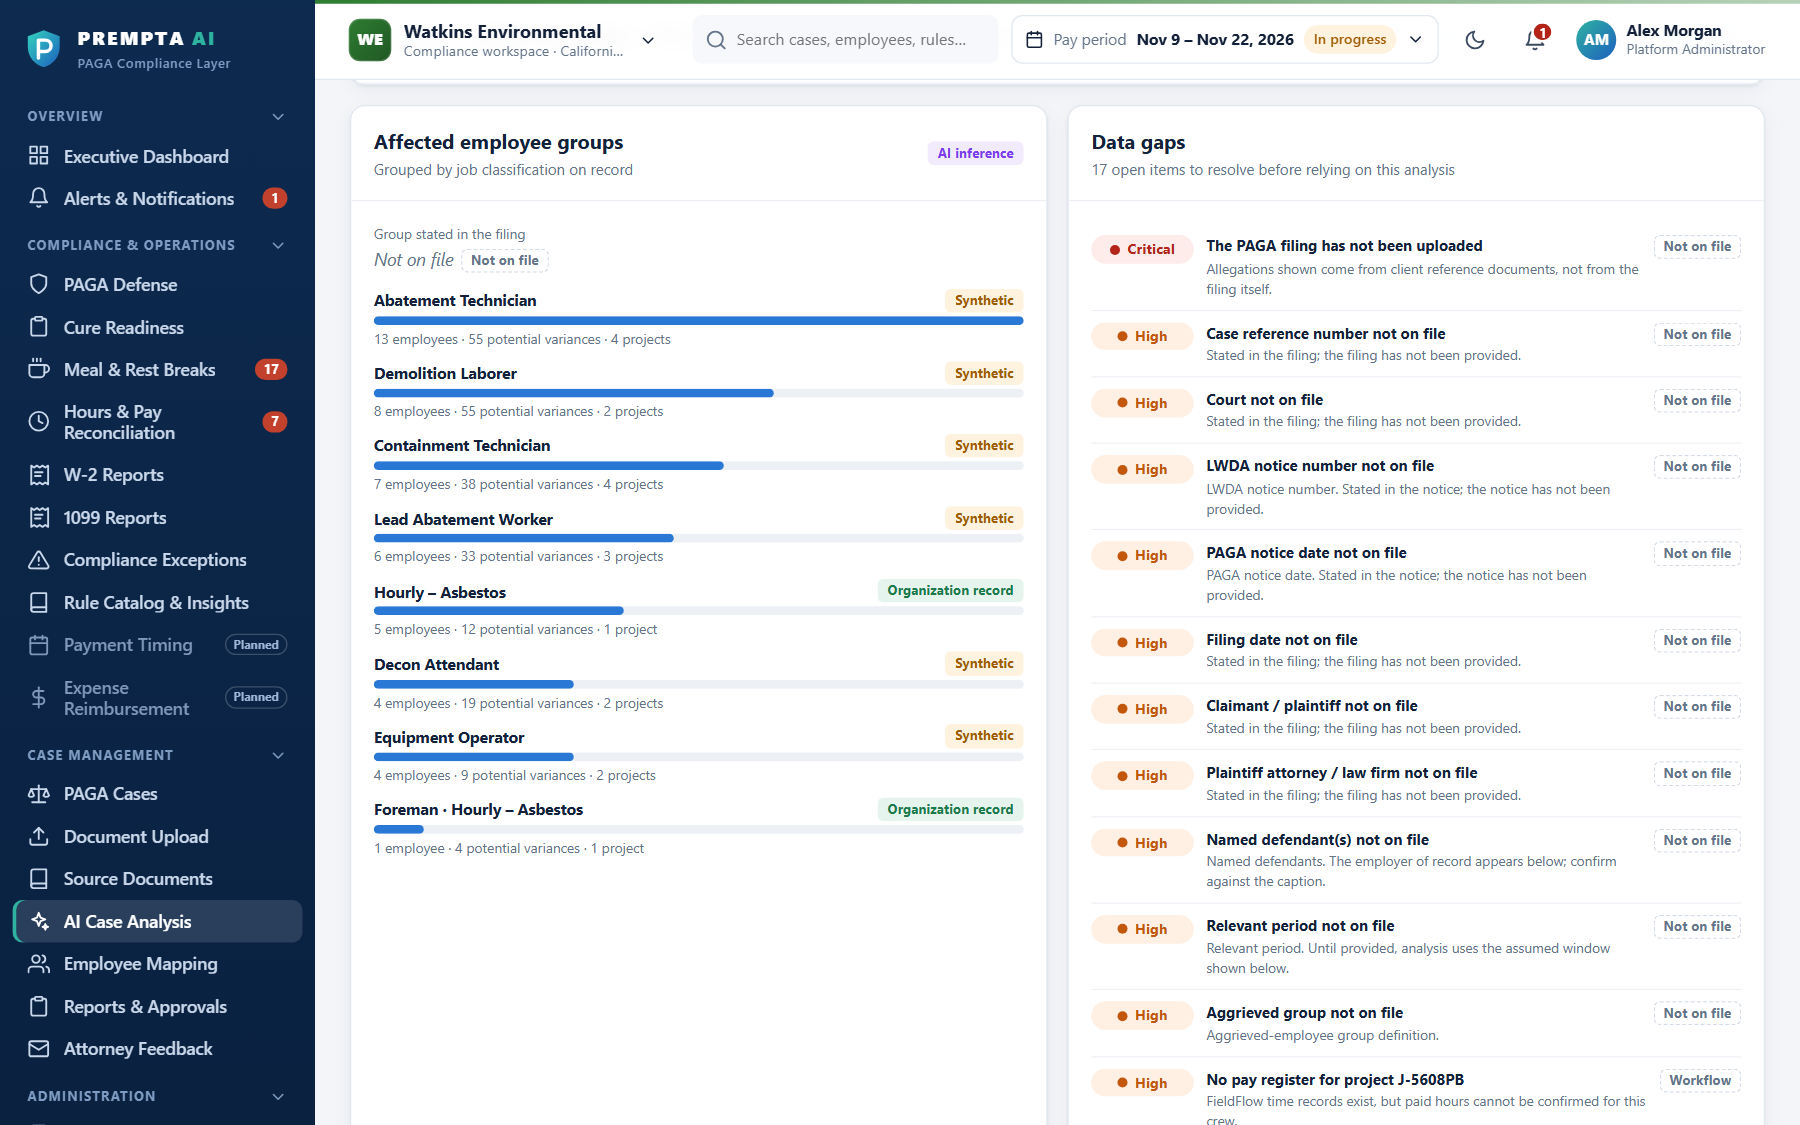 PREMPTA AI
PAGA Compliance Layer
OVERVIEW
Executive Dashboard
Alerts & Notifications
1
COMPLIANCE & OPERATIONS
PAGA Defense
Cure Readiness
Meal & Rest Breaks
17
Hours & Pay
Reconciliation
7
W-2 Reports
1099 Reports
Compliance Exceptions
Rule Catalog & Insights
Payment Timing
Planned
Expense
Reimbursement
Planned
CASE MANAGEMENT
PAGA Cases
Document Upload
Source Documents
AI Case Analysis
Employee Mapping
Reports & Approvals
Attorney Feedback
ADMINISTRATION
WE
Watkins Environmental
Compliance workspace · Californi...
Search cases, employees, rules...
Pay period Nov 9 – Nov 22, 2026 In progress
1
AM
Alex Morgan
Platform Administrator
Affected employee groups
Grouped by job classification on record
AI inference
Group stated in the filing
Not on file Not on file
Abatement Technician Synthetic
13 employees · 55 potential variances · 4 projects
Demolition Laborer Synthetic
8 employees · 55 potential variances · 2 projects
Containment Technician Synthetic
7 employees · 38 potential variances · 4 projects
Lead Abatement Worker Synthetic
6 employees · 33 potential variances · 3 projects
Hourly – Asbestos Organization record
5 employees · 12 potential variances · 1 project
Decon Attendant Synthetic
4 employees · 19 potential variances · 2 projects
Equipment Operator Synthetic
4 employees · 9 potential variances · 2 projects
Foreman · Hourly – Asbestos Organization record
1 employee · 4 potential variances · 1 project
Data gaps
17 open items to resolve before relying on this analysis
Critical The PAGA filing has not been uploaded Not on file
Allegations shown come from client reference documents, not from the
filing itself.
High Case reference number not on file Not on file
Stated in the filing; the filing has not been provided.
High Court not on file Not on file
Stated in the filing; the filing has not been provided.
High LWDA notice number not on file Not on file
LWDA notice number. Stated in the notice; the notice has not been
provided.
High PAGA notice date not on file Not on file
PAGA notice date. Stated in the notice; the notice has not been
provided.
High Filing date not on file Not on file
Stated in the filing; the filing has not been provided.
High Claimant / plaintiff not on file Not on file
Stated in the filing; the filing has not been provided.
High Plaintiff attorney / law firm not on file Not on file
Stated in the filing; the filing has not been provided.
High Named defendant(s) not on file Not on file
Named defendants. The employer of record appears below; confirm
against the caption.
High Relevant period not on file Not on file
Relevant period. Until provided, analysis uses the assumed window
shown below.
High Aggrieved group not on file Not on file
Aggrieved-employee group definition.
High No pay register for project J-5608PB Workflow
FieldFlow time records exist, but paid hours cannot be confirmed for this
crew.